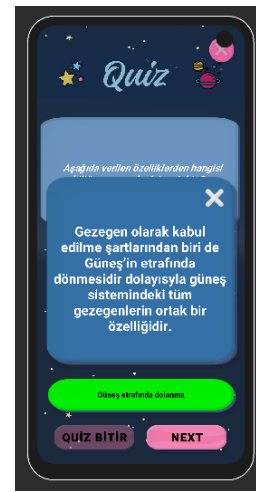 Quiz
Aşağıda verilen özelliklerden hangisi
Gezegen olarak kabul
edilme şartlarından biri de
Güneş'in etrafında
dönmesidir dolayısyla güneş
sistemindeki tüm
gezegenlerin ortak bir
özelliğidir.
Güneş etrafında dolanma
QUİZ BİTİR
NEXT